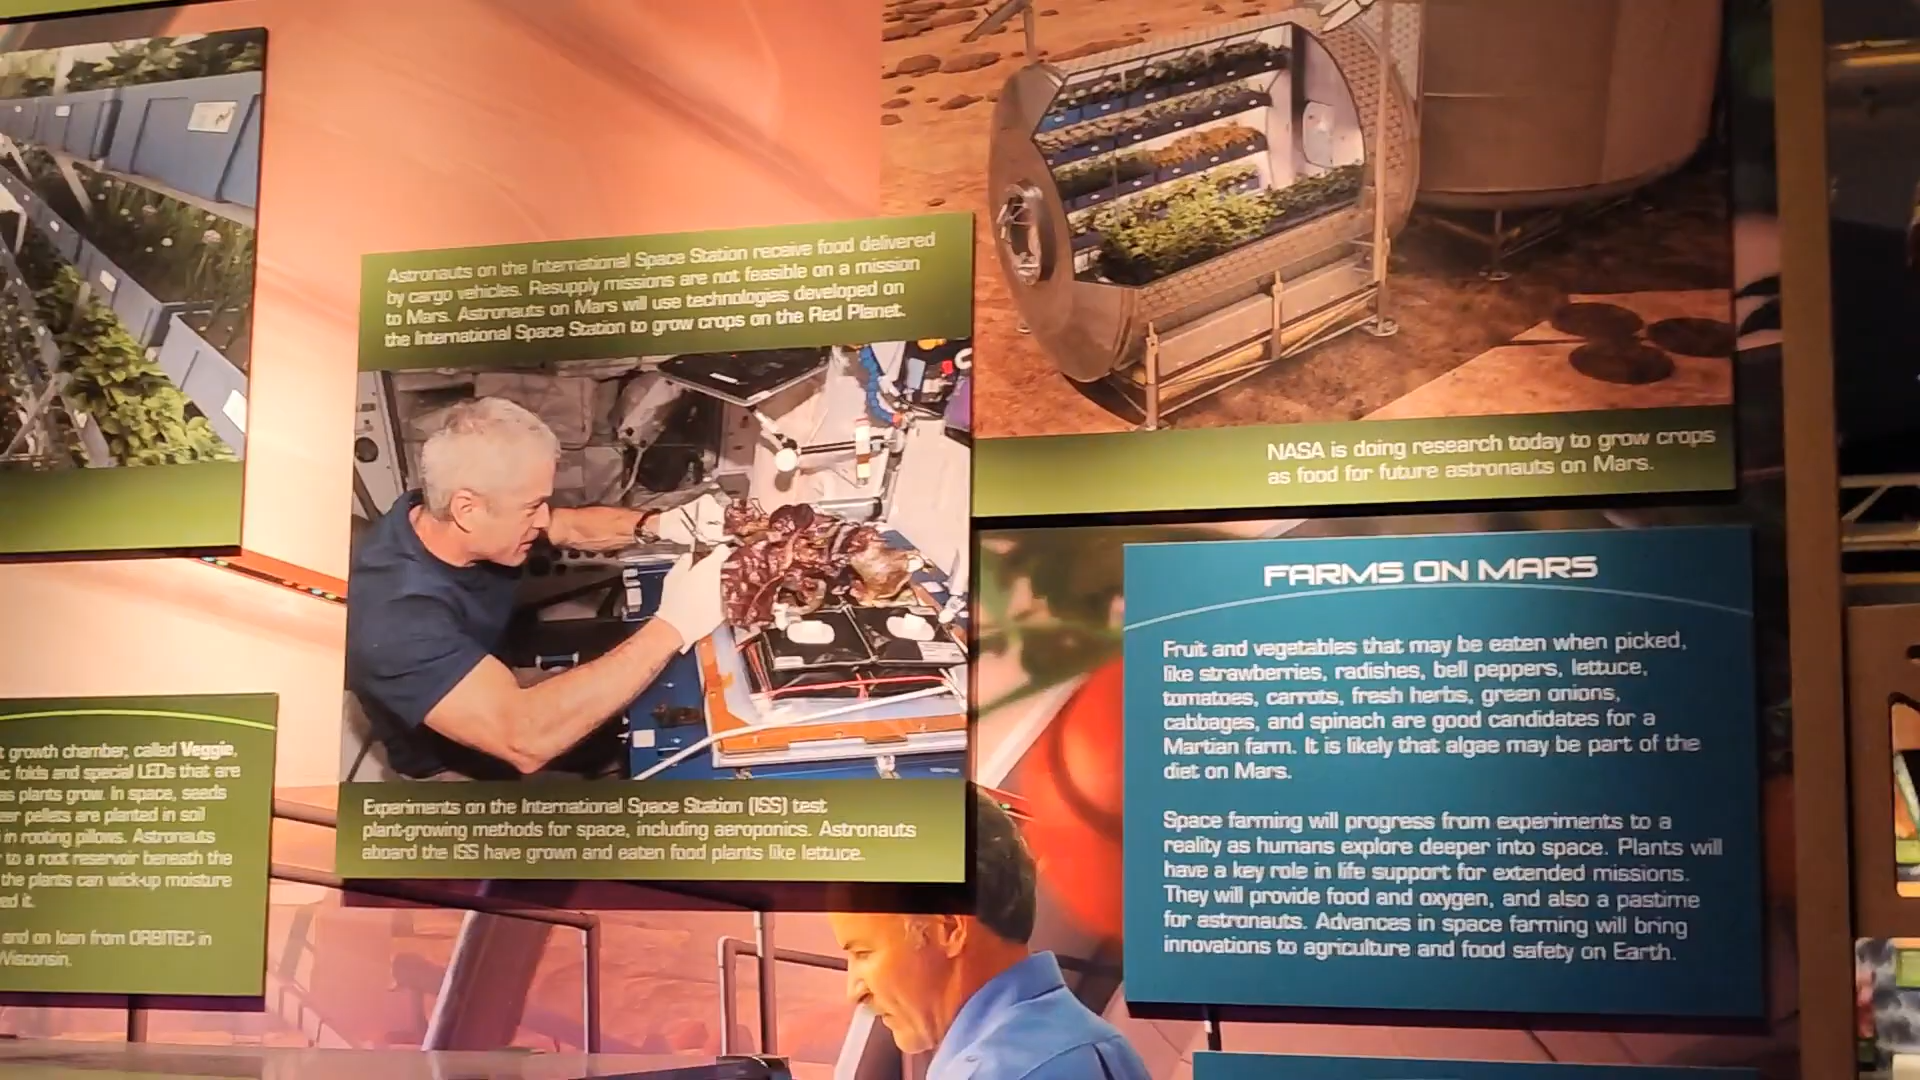 Astronauts on the International Space Station receive food delivered
by cargo vehicles. Resupply missions are not feasible on a mission
to Mars. Astronauts on Mars will use technologies developed on
the International Space Station to grow crops on the Red Planet.
NASA is doing research today to grow crops
as food for future astronauts on Mars.
growth chamber, called Veggie,
folds and special LEDs that are
as plants grow. In space, seeds
pellets are planted in soil
in rooting pillows. Astronauts
to a root reservoir beneath the
the plants can wick-up moisture
it.
and on loan from ORBITEC in
Wisconsin.
Experiments on the International Space Station (ISS) test
plant-growing methods for space, including aeroponics. Astronauts
aboard the ISS have grown and eaten food plants like lettuce.
FARMS ON MARS
Fruit and vegetables that may be eaten when picked,
like strawberries, radishes, bell peppers, lettuce,
tomatoes, carrots, fresh herbs, green onions,
cabbages, and spinach are good candidates for a
Martian farm. It is likely that algae may be part of the
diet on Mars.
Space farming will progress from experiments to a
reality as humans explore deeper into space. Plants will
have a key role in life support for extended missions.
They will provide food and oxygen, and also a pastime
for astronauts. Advances in space farming will bring
innovations to agriculture and food safety on Earth.